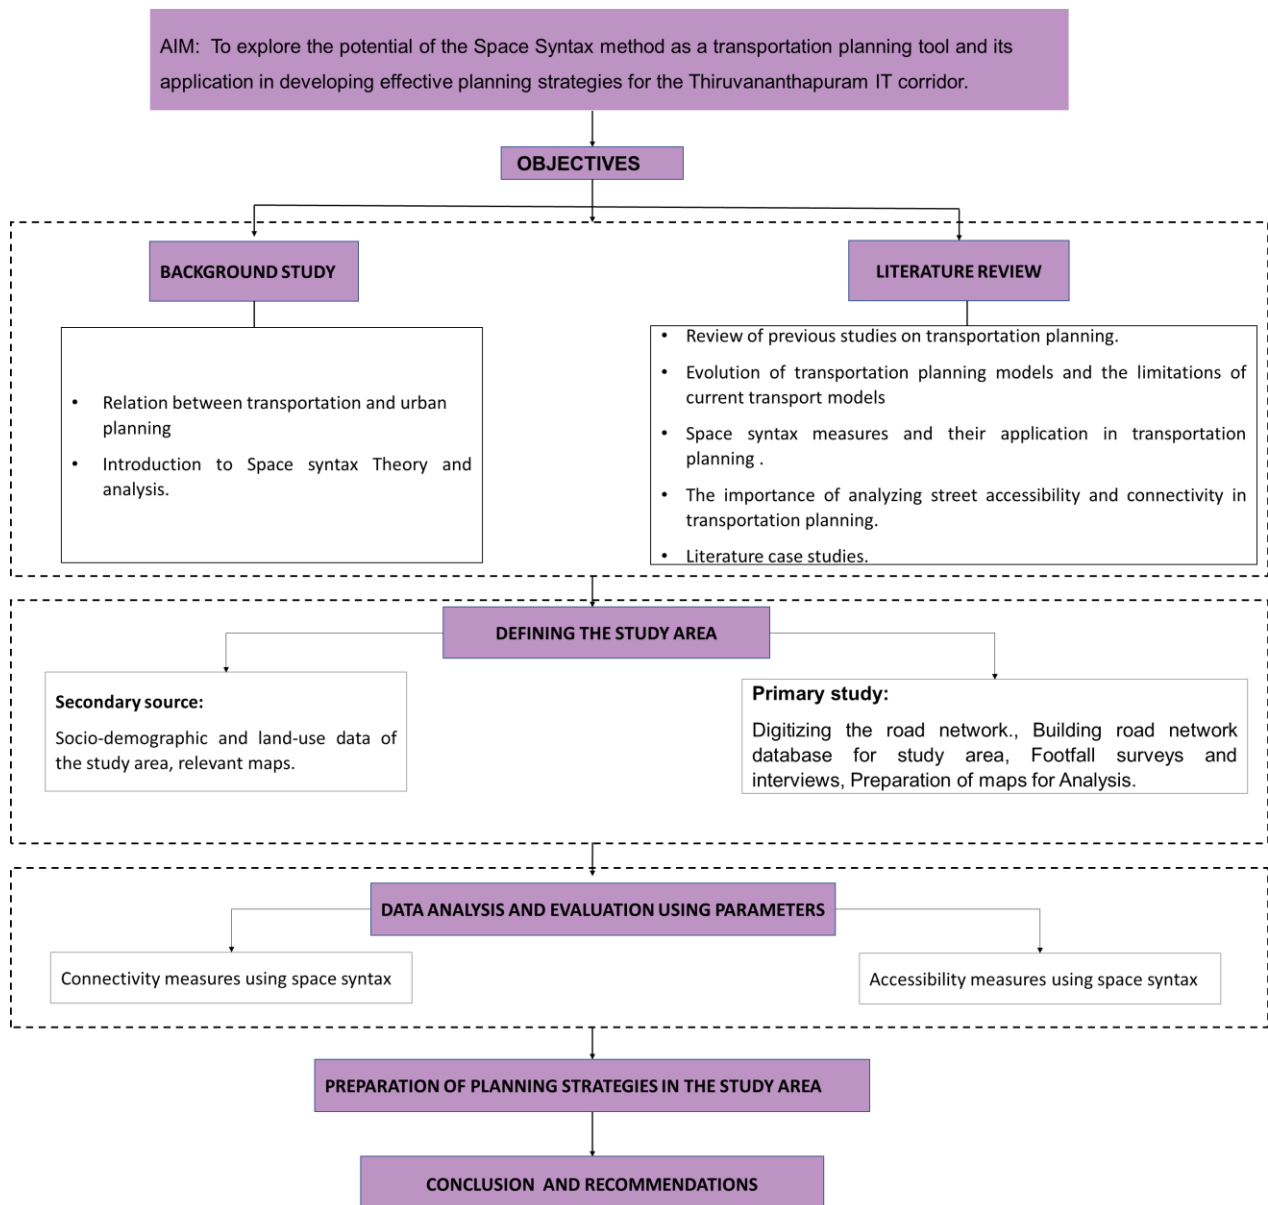 AIM: To explore the potential of the Space Syntax method as a transportation planning tool and its
application in developing effective planning strategies for the Thiruvananthapuram IT corridor.
OBJECTIVES
BACKGROUND STUDY
• Relation between transportation and urban
planning
• Introduction to Space syntax Theory and
analysis.
LITERATURE REVIEW
• Review of previous studies on transportation planning.
• Evolution of transportation planning models and the limitations of
current transport models
• Space syntax measures and their application in transportation
planning .
• The importance of analyzing street accessibility and connectivity in
transportation planning.
• Literature case studies.
DEFINING THE STUDY AREA
Secondary source:
Socio-demographic and land-use data of
the study area, relevant maps.
Primary study:
Digitizing the road network., Building road network
database for study area, Footfall surveys and
interviews, Preparation of maps for Analysis.
DATA ANALYSIS AND EVALUATION USING PARAMETERS
Connectivity measures using space syntax
Accessibility measures using space syntax
PREPARATION OF PLANNING STRATEGIES IN THE STUDY AREA
CONCLUSION AND RECOMMENDATIONS